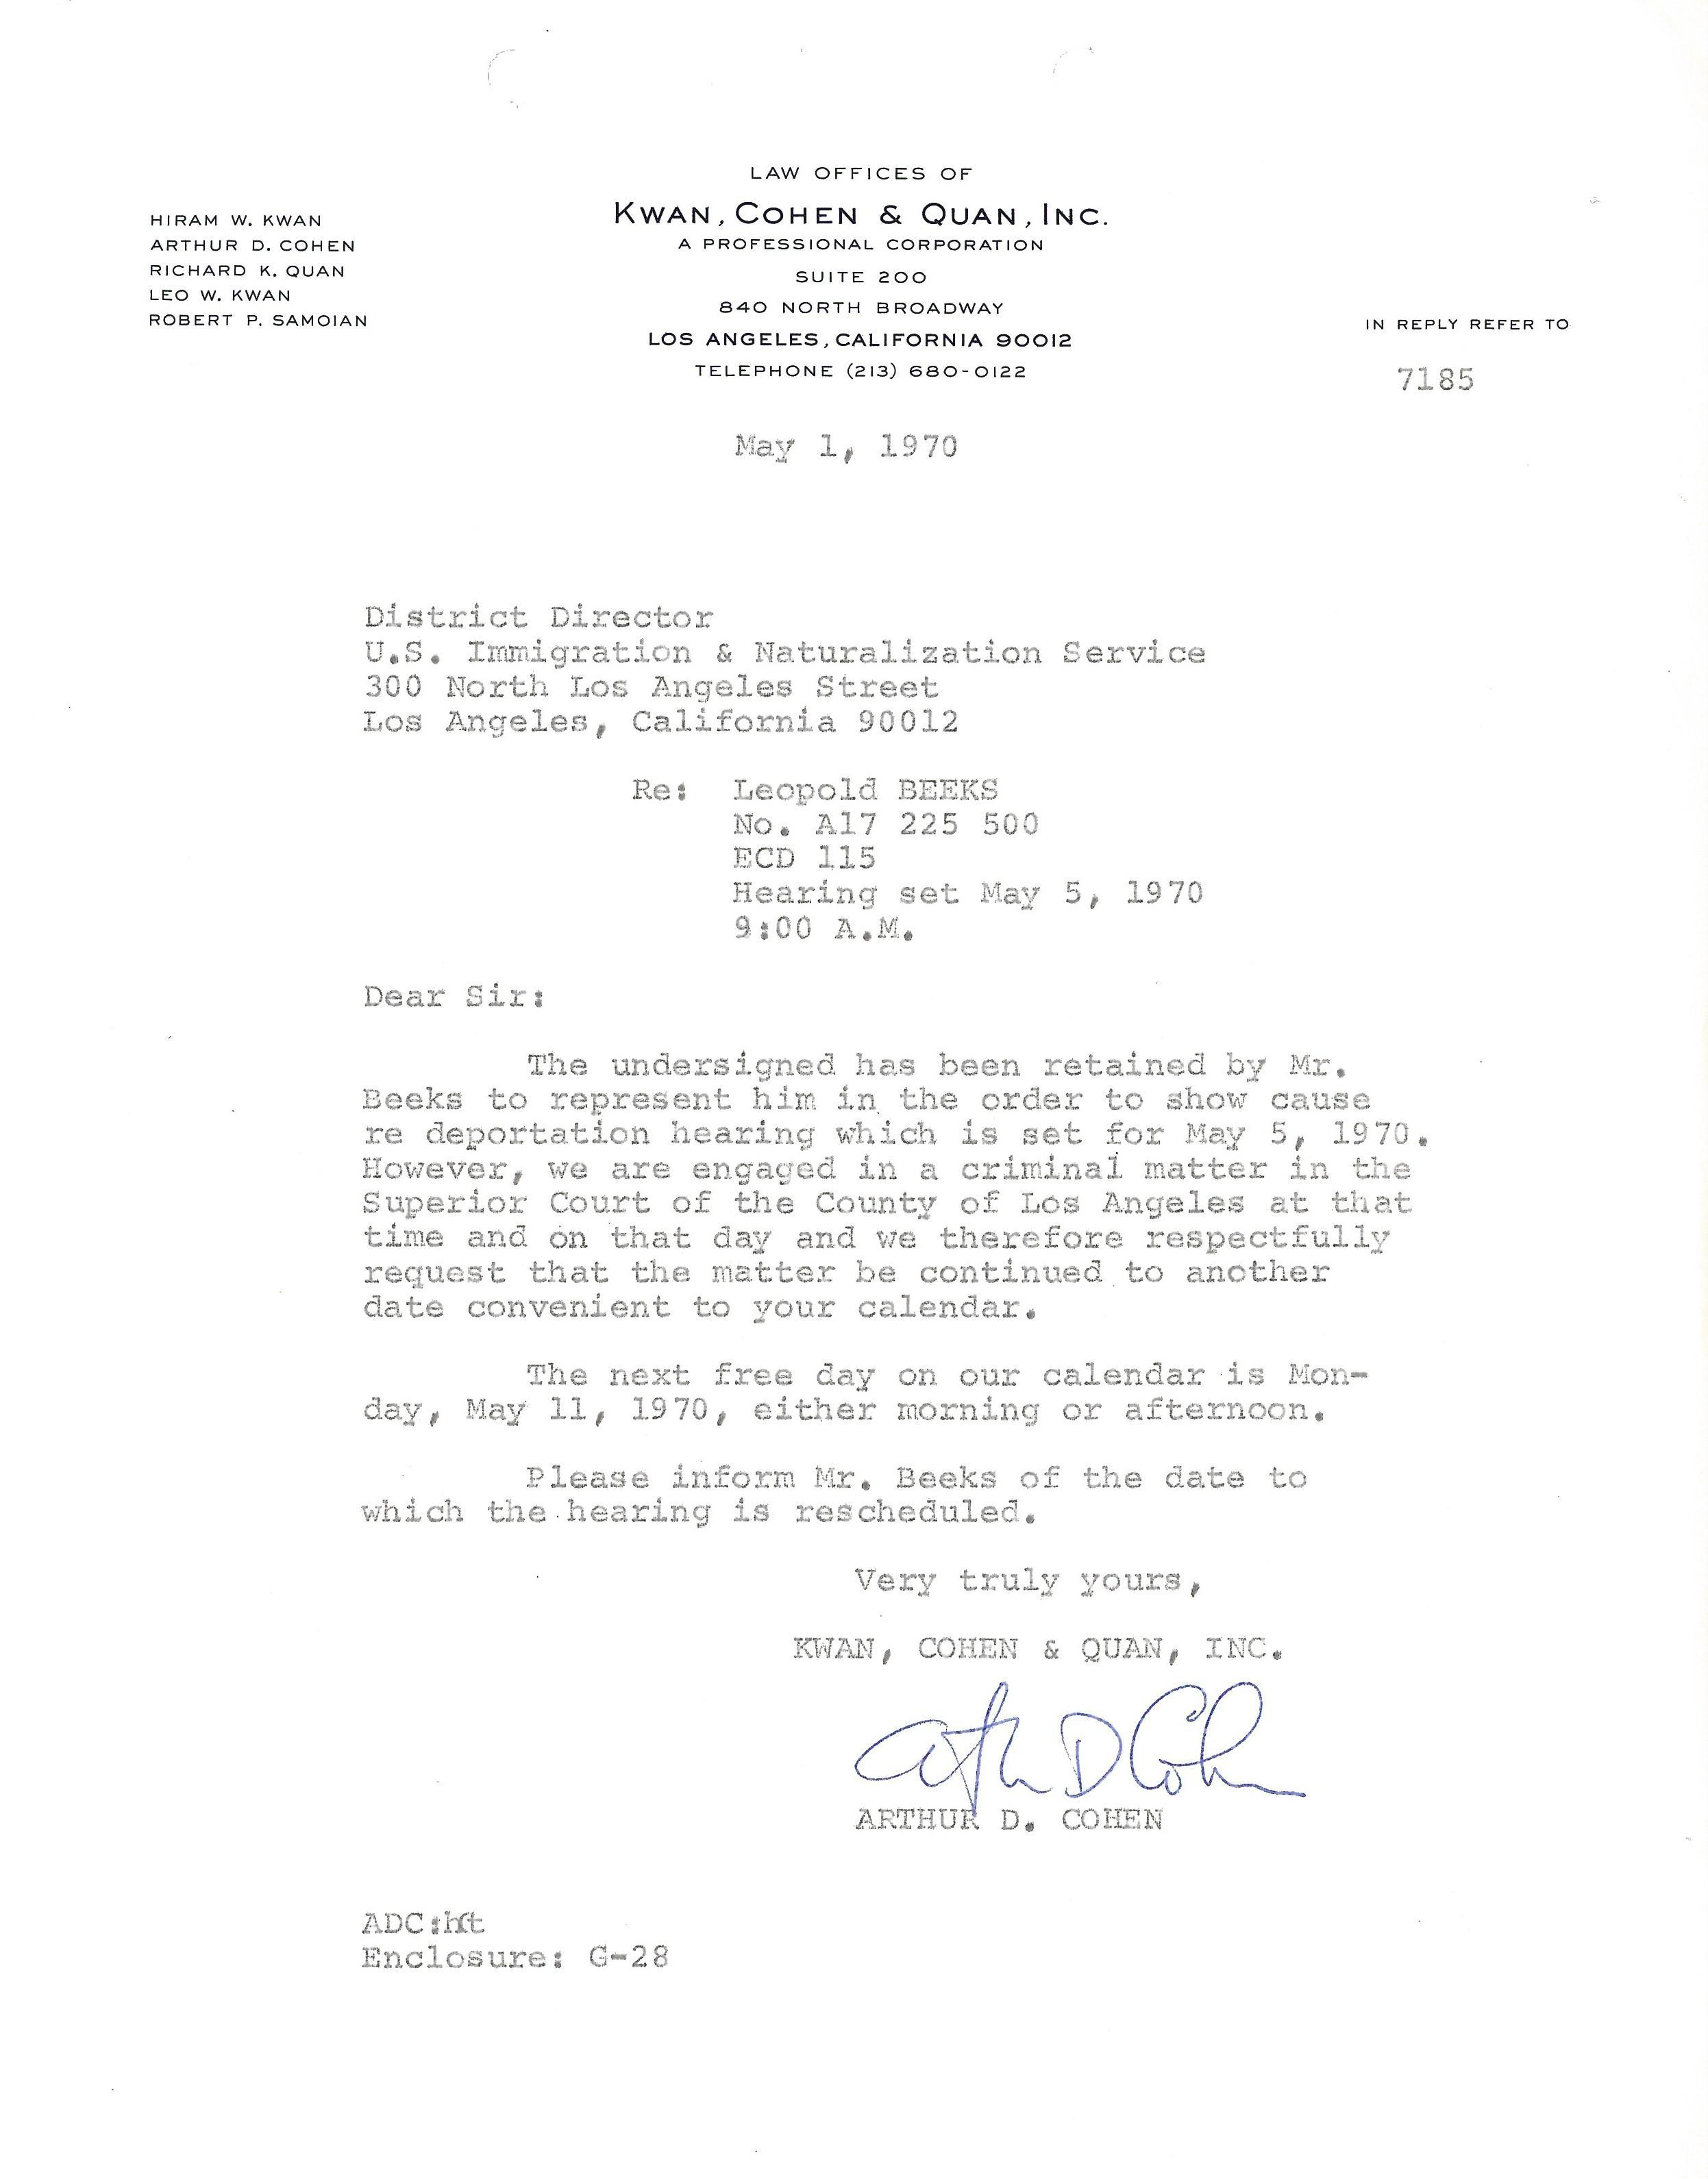 LAW OFFICES OF
KWAN, COHEN & QUAN, INC.
A PROFESSIONAL CORPORATION
SUITE 200
840 NORTH BROADWAY
LOS ANGELES, CALIFORNIA 90012
TELEPHONE (213) 680-0122
HIRAM W. KWAN
ARTHUR D. COHEN
RICHARD K. QUAN
LEO W. KWAN
ROBERT P. SAMOIAN
IN REPLY REFER TO
7185
May 1, 1970
District Director
U.S. Immigration & Naturalization Service
300 North Los Angeles Street
Los Angeles, California 90012
Re: Leopold BEEKS
No. A17 225 500
ECD 115
Hearing set May 5, 1970
9:00 A.M.
Dear Sir:
The undersigned has been retained by Mr.
Beeks to represent him in the order to show cause
re deportation hearing which is set for May 5, 1970.
However, we are engaged in a criminal matter in the
Superior Court of the County of Los Angeles at that
time and on that day and we therefore respectfully
request that the matter be continued to another
date convenient to your calendar.
The next free day on our calendar is Mon-
day, May 11, 1970, either morning or afternoon.
Please inform Mr. Beeks of the date to
which the hearing is rescheduled.
Very truly yours,
KWAN, COHEN & QUAN, INC.
Arthur D Cohen
ARTHUR D. COHEN
Enclosure: G-28